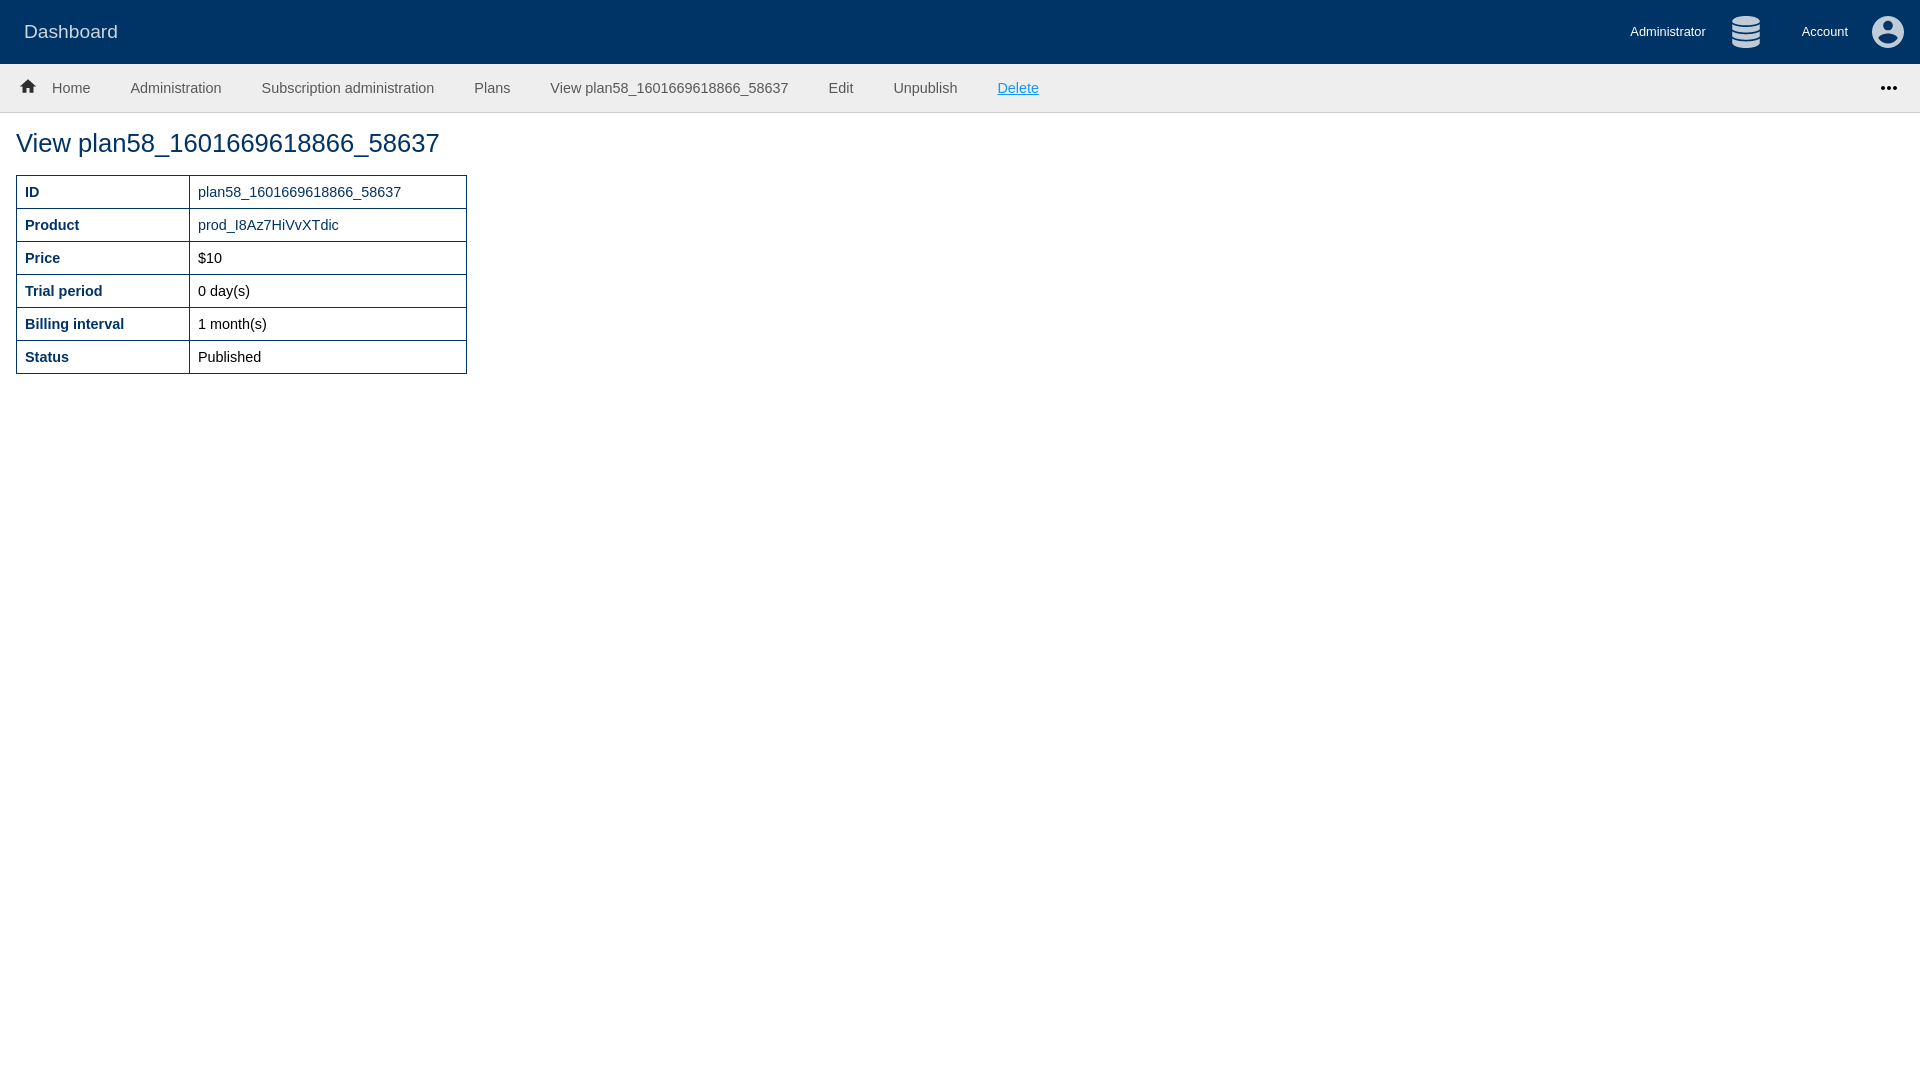 Dashboard
Administrator
Account
Home
Administration
Subscription administration
Plans
View plan58_1601669618866_58637
Edit
Unpublish
Delete
View plan58_1601669618866_58637
ID plan58_1601669618866_58637
Product prod_I8Az7HiVvXTdic
Price $10
Trial period 0 day(s)
Billing interval 1 month(s)
Status Published